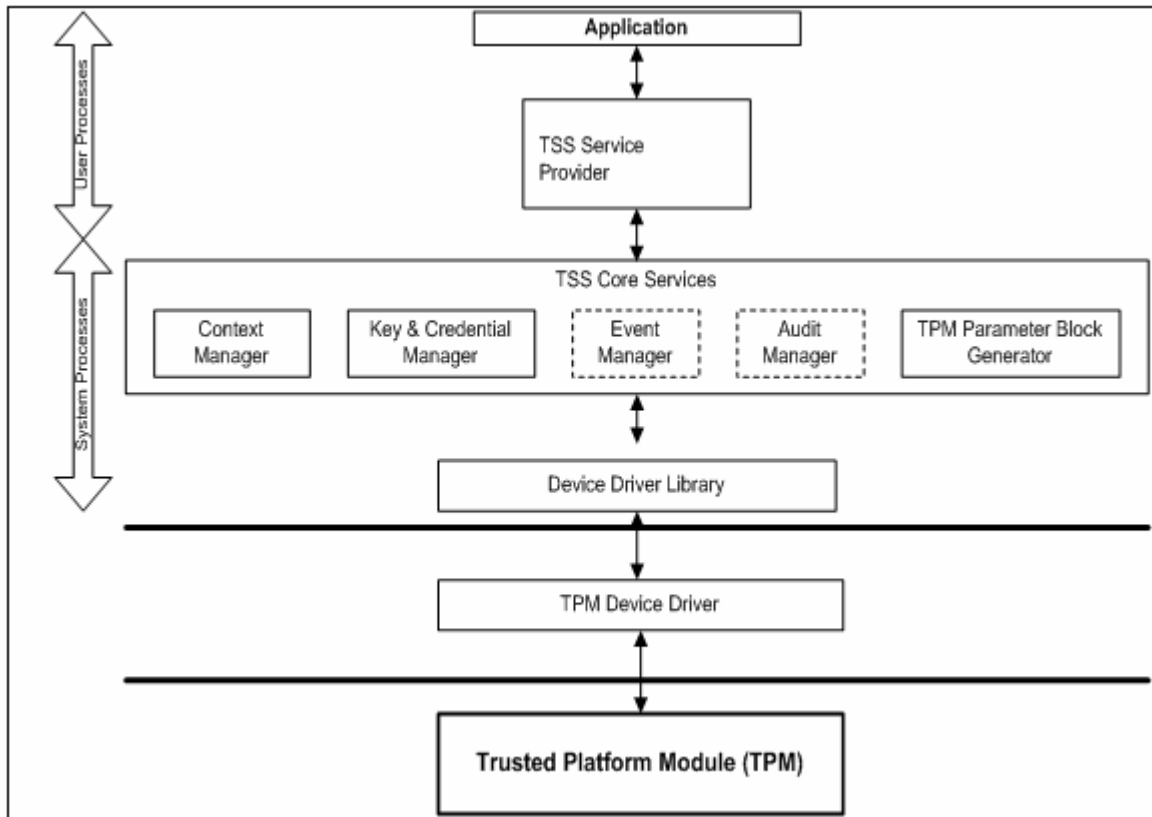 Application
User Processes
TSS Service
Provider
System Processes
TSS Core Services
Context
Manager
Key & Credential
Manager
Event
Manager
Audit
Manager
TPM Parameter Block
Generator
Device Driver Library
TPM Device Driver
Trusted Platform Module (TPM)